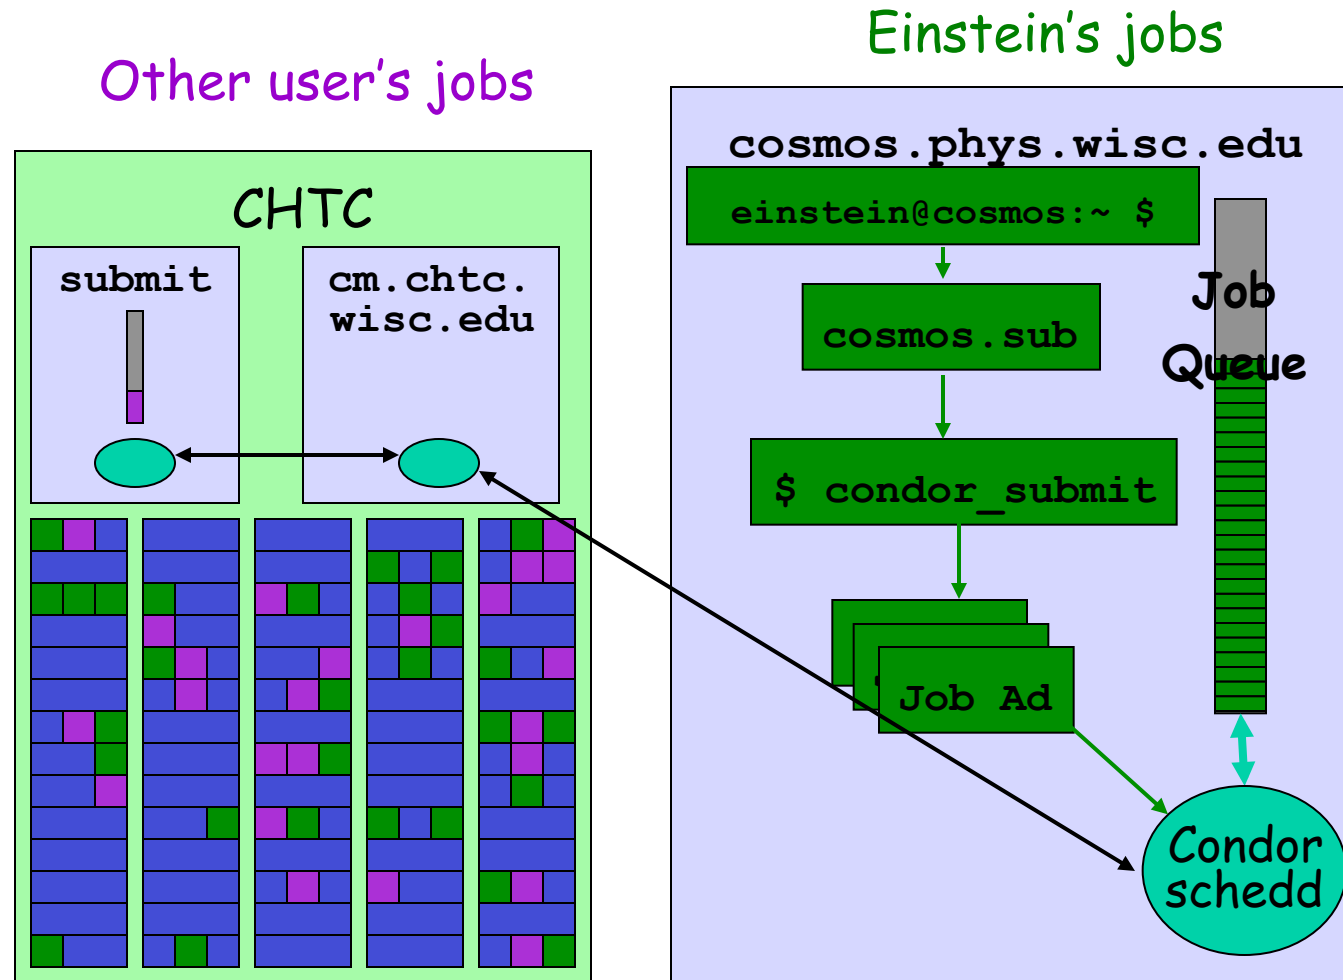 Einstein's jobs
Other user's jobs
CHTC
submit
cm.chtc.
wisc.edu
cosmos.phys.wisc.edu
einstein@cosmos:~ $
cosmos.sub
$ condor_submit
Job Ad
Job
Queue
Condor
schedd